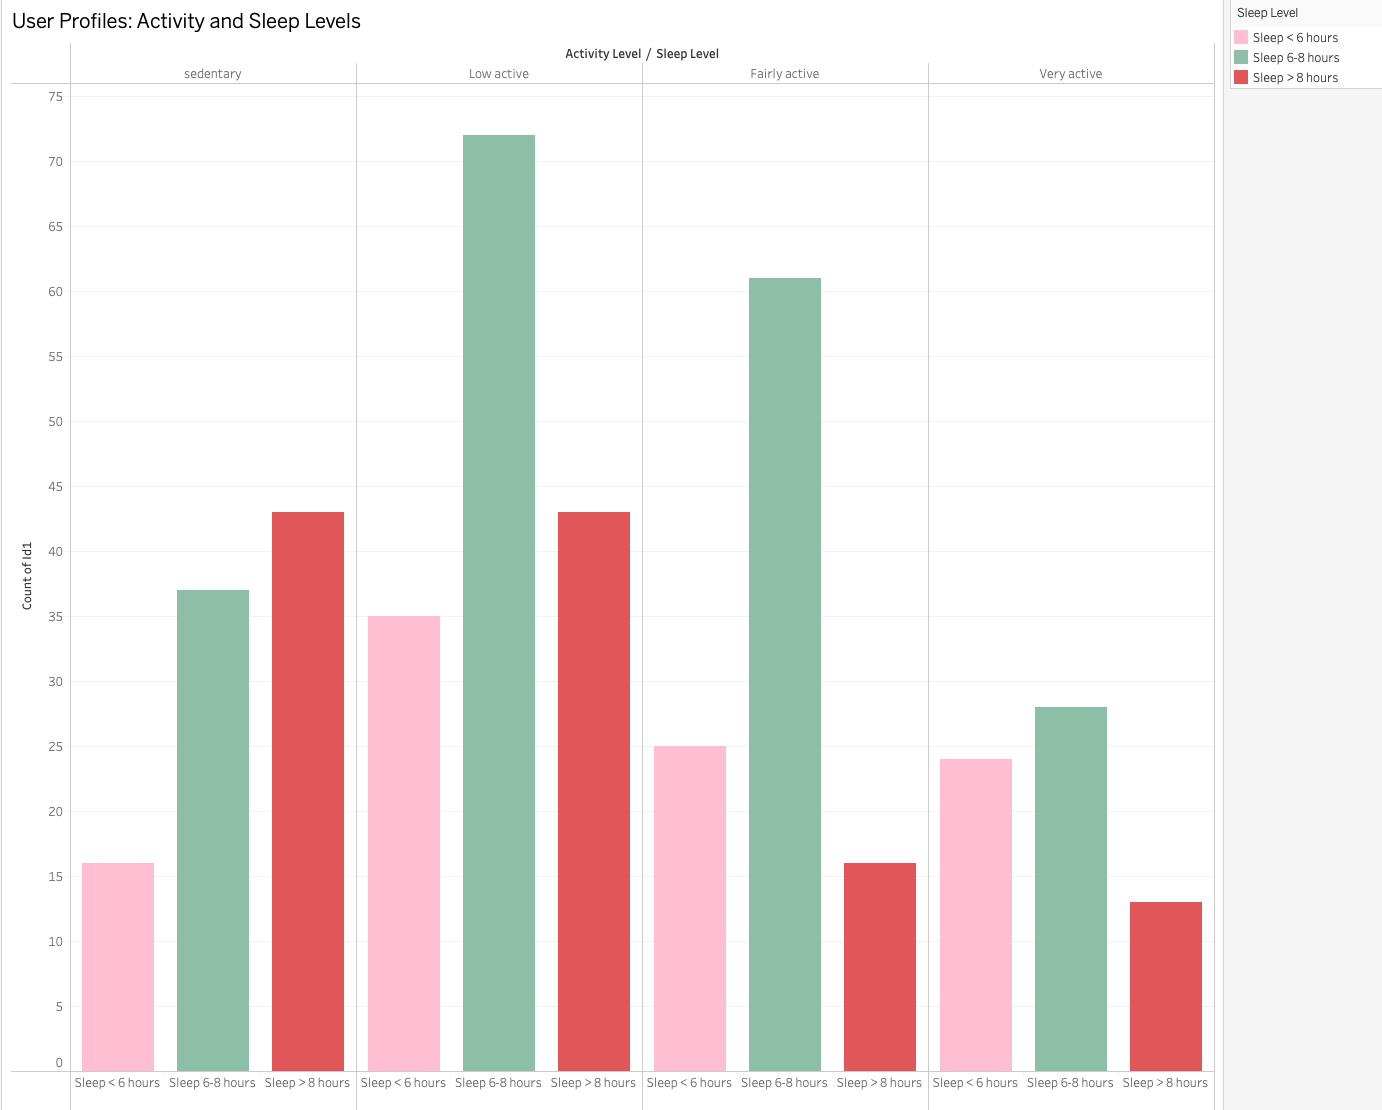 User Profiles: Activity and Sleep Levels
Activity Level / Sleep Level
sedentary Low active Fairly active Very active
75
70
65
60
55
50
45
40
35
30
25
20
15
10
5
0
Count of Id1
Sleep < 6 hours Sleep 6-8 hours Sleep > 8 hours Sleep < 6 hours Sleep 6-8 hours Sleep > 8 hours Sleep < 6 hours Sleep 6-8 hours Sleep > 8 hours Sleep < 6 hours Sleep 6-8 hours Sleep > 8 hours
Sleep Level
Sleep < 6 hours
Sleep 6-8 hours
Sleep > 8 hours